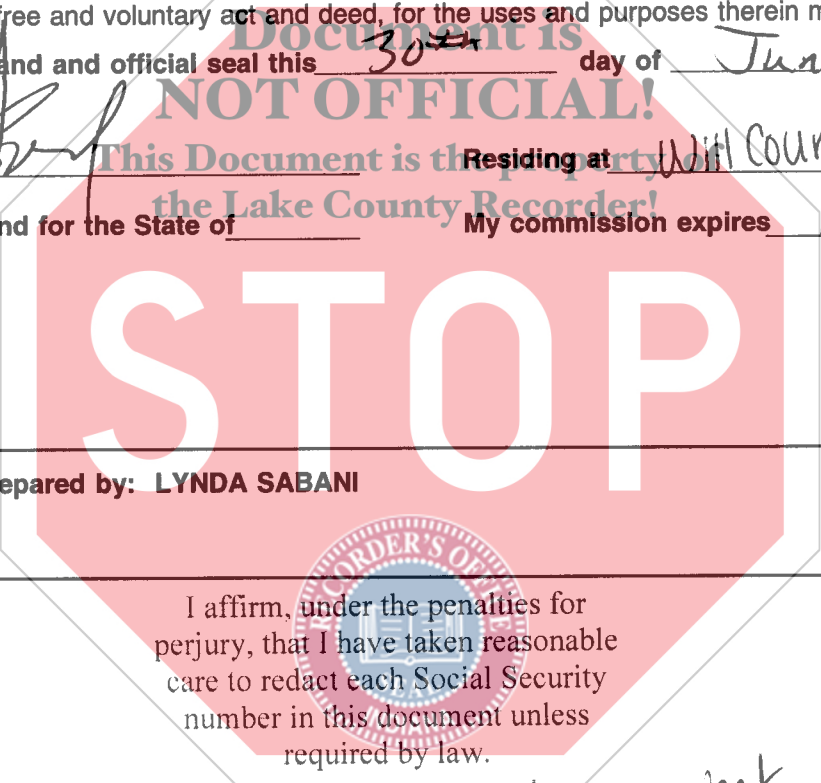 free and voluntary act and deed, for the uses and purposes therein m
Document is
and and official seal this 30th day of Jun
NOT OFFICIAL!
This Document is the property of
Residing at Will Coun
the Lake County Recorder!
nd for the State of My commission expires
STOP
epared by: LYNDA SABANI
RECORDER'S OFFICE
I affirm, under the penalties for
perjury, that I have taken reasonable
care to redact each Social Security
number in this document unless
required by law.
SEAL